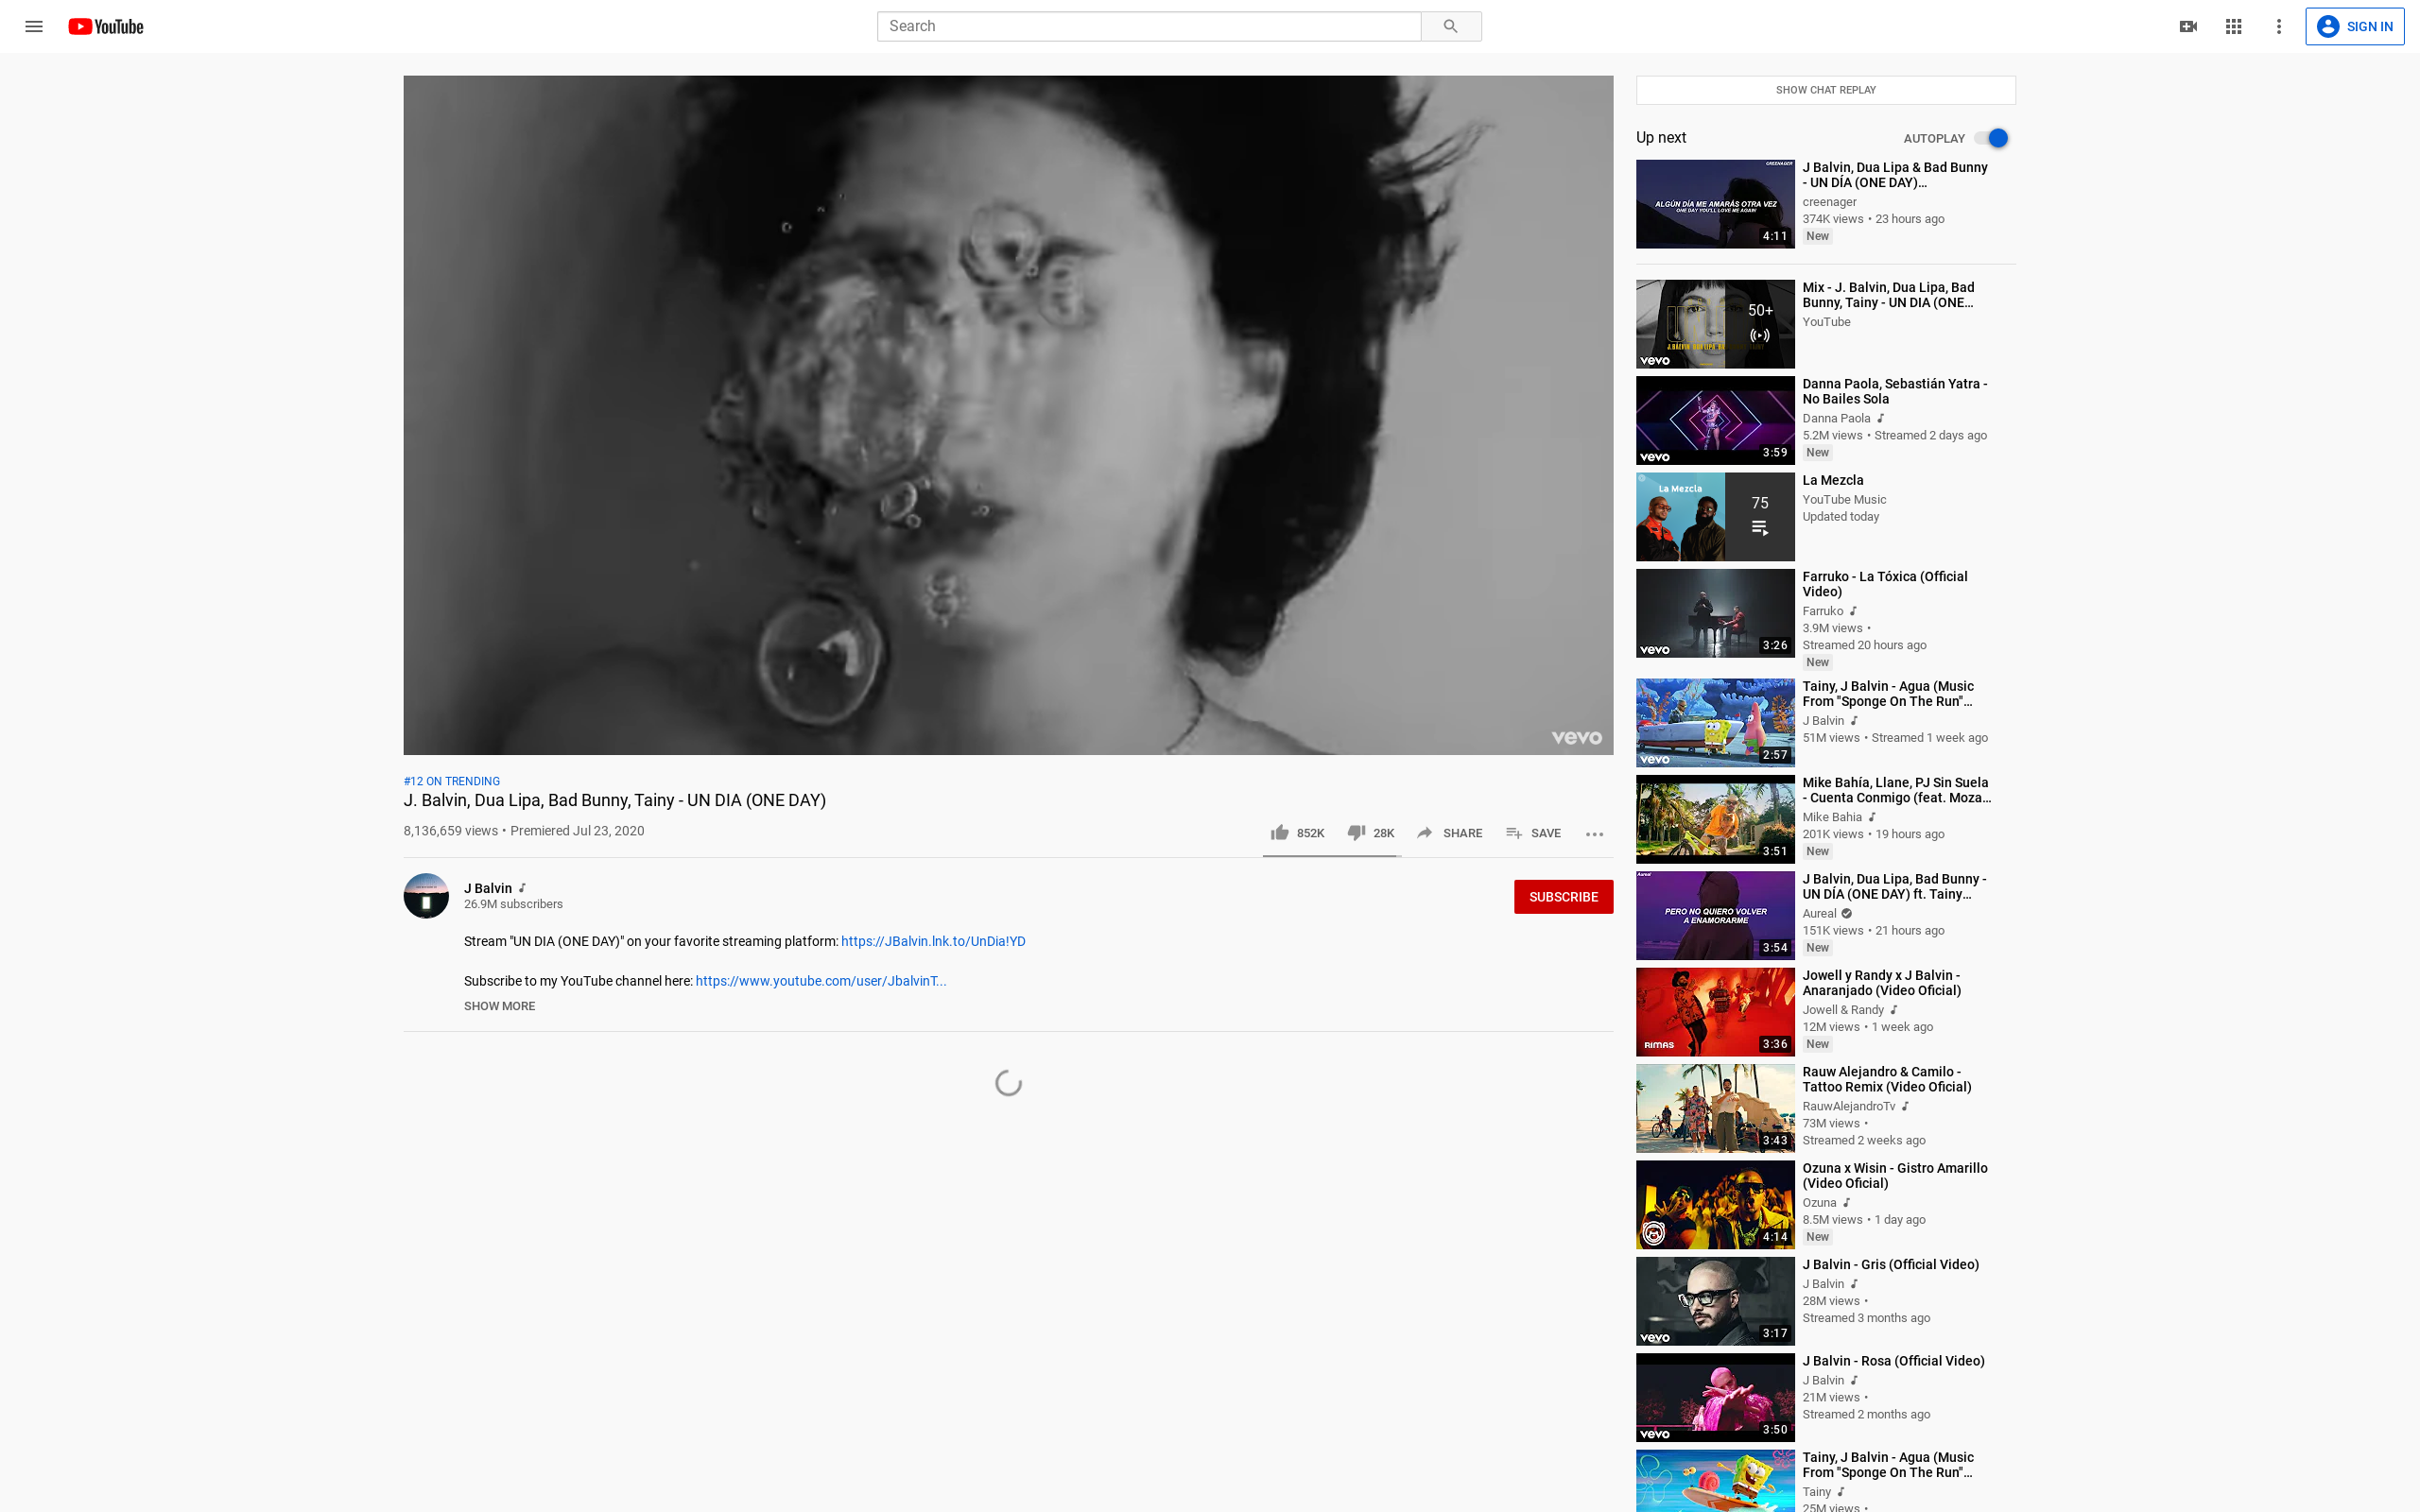 YouTube
Search
SIGN IN
vevo
#12 ON TRENDING
J. Balvin, Dua Lipa, Bad Bunny, Tainy - UN DIA (ONE DAY)
8,136,659 views • Premiered Jul 23, 2020
852K
28K
SHARE
SAVE
J Balvin
26.9M subscribers
SUBSCRIBE
Stream "UN DIA (ONE DAY)" on your favorite streaming platform: https://JBalvin.lnk.to/UnDia!YD
Subscribe to my YouTube channel here: https://www.youtube.com/user/JbalvinT...
SHOW MORE
SHOW CHAT REPLAY
Up next
AUTOPLAY
CREENAGER
ALGÚN DÍA ME AMARÁS OTRA VEZ
ONE DAY YOU'LL LOVE ME AGAIN
4:11
J Balvin, Dua Lipa & Bad Bunny
- UN DÍA (ONE DAY)...
creenager
374K views • 23 hours ago
New
50+
vevo
Mix - J. Balvin, Dua Lipa, Bad
Bunny, Tainy - UN DIA (ONE...
YouTube
vevo
3:59
Danna Paola, Sebastián Yatra -
No Bailes Sola
Danna Paola
5.2M views • Streamed 2 days ago
New
La Mezcla
75
La Mezcla
YouTube Music
Updated today
vevo
3:26
Farruko - La Tóxica (Official
Video)
Farruko
3.9M views •
Streamed 20 hours ago
New
vevo
2:57
Tainy, J Balvin - Agua (Music
From "Sponge On The Run"...
J Balvin
51M views • Streamed 1 week ago
3:51
Mike Bahía, Llane, PJ Sin Suela
- Cuenta Conmigo (feat. Moza...
Mike Bahia
201K views • 19 hours ago
New
Aureal
PERO NO QUIERO VOLVER
A ENAMORARME
3:54
J Balvin, Dua Lipa, Bad Bunny -
UN DÍA (ONE DAY) ft. Tainy...
Aureal
151K views • 21 hours ago
New
RIMAS
3:36
Jowell y Randy x J Balvin -
Anaranjado (Video Oficial)
Jowell & Randy
12M views • 1 week ago
New
3:43
Rauw Alejandro & Camilo -
Tattoo Remix (Video Oficial)
RauwAlejandroTv
73M views •
Streamed 2 weeks ago
4:14
Ozuna x Wisin - Gistro Amarillo
(Video Oficial)
Ozuna
8.5M views • 1 day ago
New
vevo
3:17
J Balvin - Gris (Official Video)
J Balvin
28M views •
Streamed 3 months ago
vevo
3:50
J Balvin - Rosa (Official Video)
J Balvin
21M views •
Streamed 2 months ago
Tainy, J Balvin - Agua (Music
From "Sponge On The Run"...
Tainy
25M views •